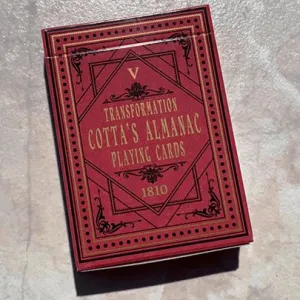 V
TRANSFORMATION
COTTA'S ALMANAC
PLAYING CARDS
1810